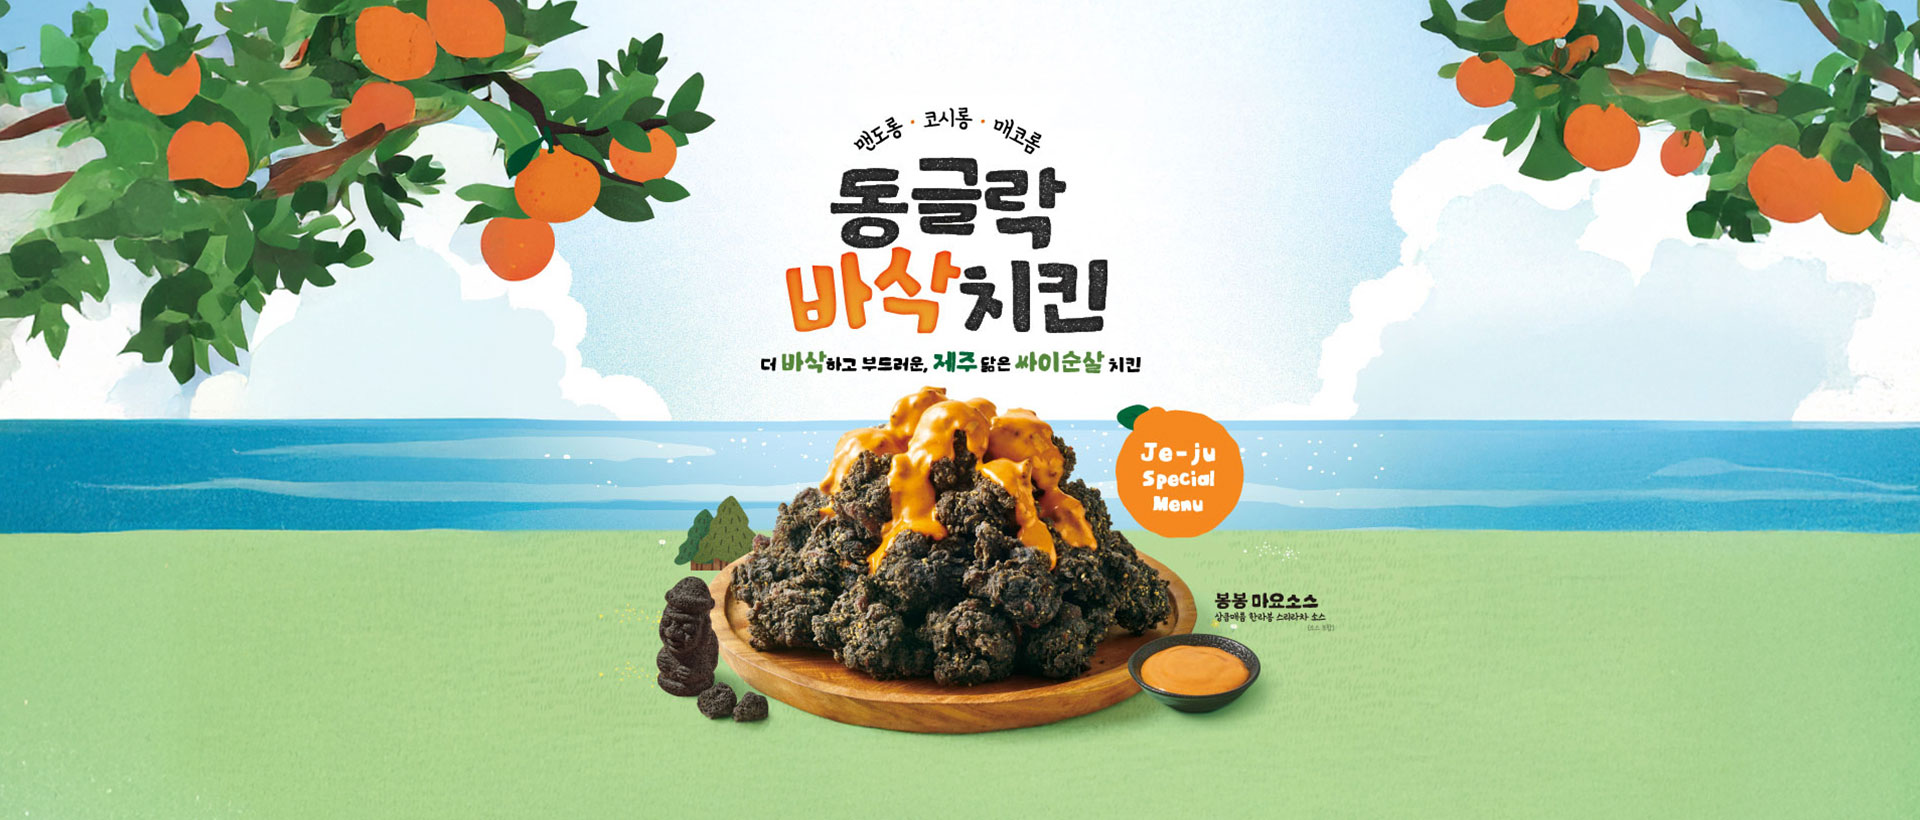 맨도롱 · 코시롱 · 매코롬
동글락
바삭치킨
더 바삭하고 부드러운, 제주 닮은 싸이순살 치킨
Je-ju
Special
Menu
봉봉 마요소스
상큼매콤 한라봉 스리라차 소스